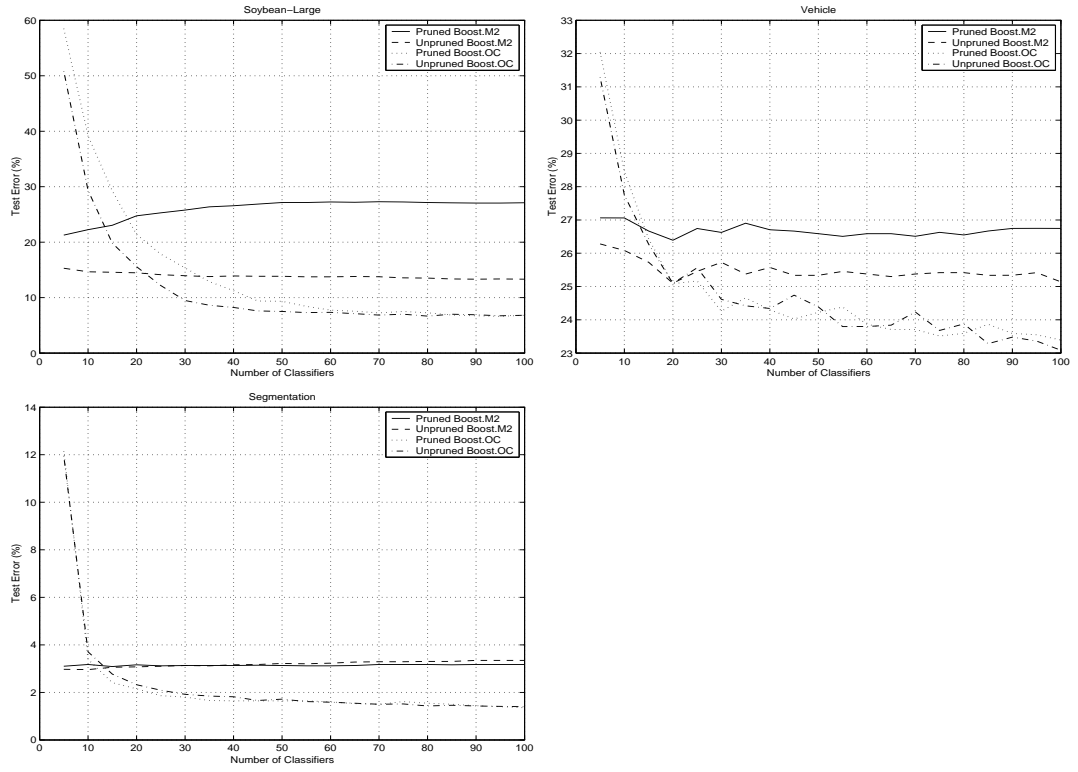 Soybean−Large
60
50
40
30
20
10
0
Test Error (%)
0 10 20 30 40 50 60 70 80 90 100
Number of Classifiers
Pruned Boost.M2
Unpruned Boost.M2
Pruned Boost.OC
Unpruned Boost.OC
Vehicle
33
32
31
30
29
28
27
26
25
24
23
Test Error (%)
0 10 20 30 40 50 60 70 80 90 100
Number of Classifiers
Pruned Boost.M2
Unpruned Boost.M2
Pruned Boost.OC
Unpruned Boost.OC
Segmentation
14
12
10
8
6
4
2
0
Test Error (%)
0 10 20 30 40 50 60 70 80 90 100
Number of Classifiers
Pruned Boost.M2
Unpruned Boost.M2
Pruned Boost.OC
Unpruned Boost.OC